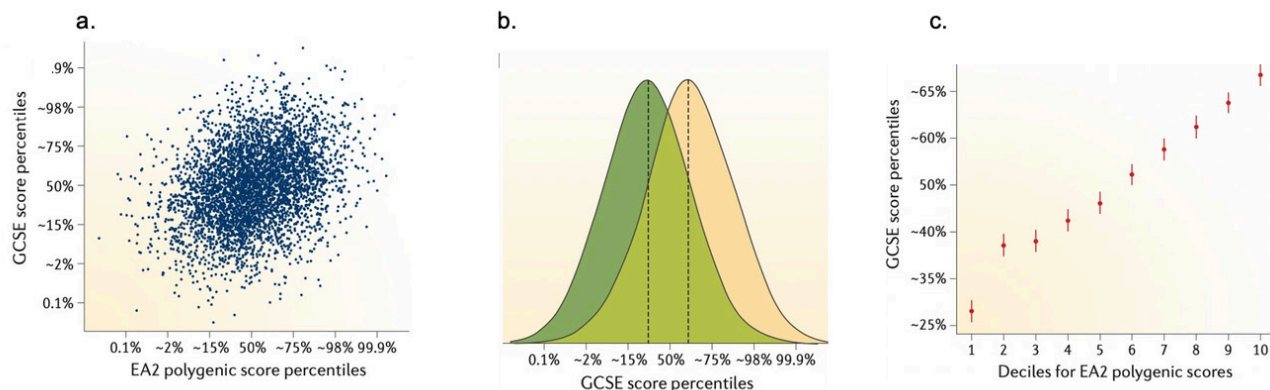 a.
GCSE score percentiles
.9%
~98%
~75%
50%
~15%
~2%
0.1%
0.1% ~2% ~15% 50% ~75% ~98% 99.9%
EA2 polygenic score percentiles
b.
0.1% ~2% ~15% 50% ~75% ~98% 99.9%
GCSE score percentiles
c.
GCSE score percentiles
~65%
~60%
50%
~40%
~35%
~25%
1 2 3 4 5 6 7 8 9 10
Deciles for EA2 polygenic scores